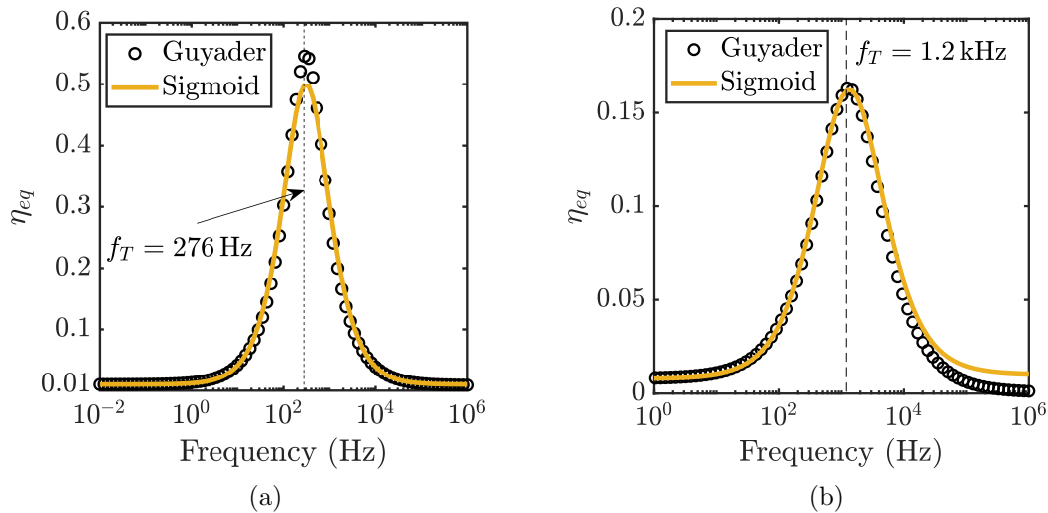 0.6
0.5
0.4
0.3
0.2
0.1
0.01
η_eq
Guyader
Sigmoid
f_T = 276 Hz
10^−2 10^0 10^2 10^4 10^6
Frequency (Hz)
(a)
0.2
0.15
0.1
0.05
0
η_eq
Guyader
Sigmoid
f_T = 1.2 kHz
10^0 10^2 10^4 10^6
Frequency (Hz)
(b)